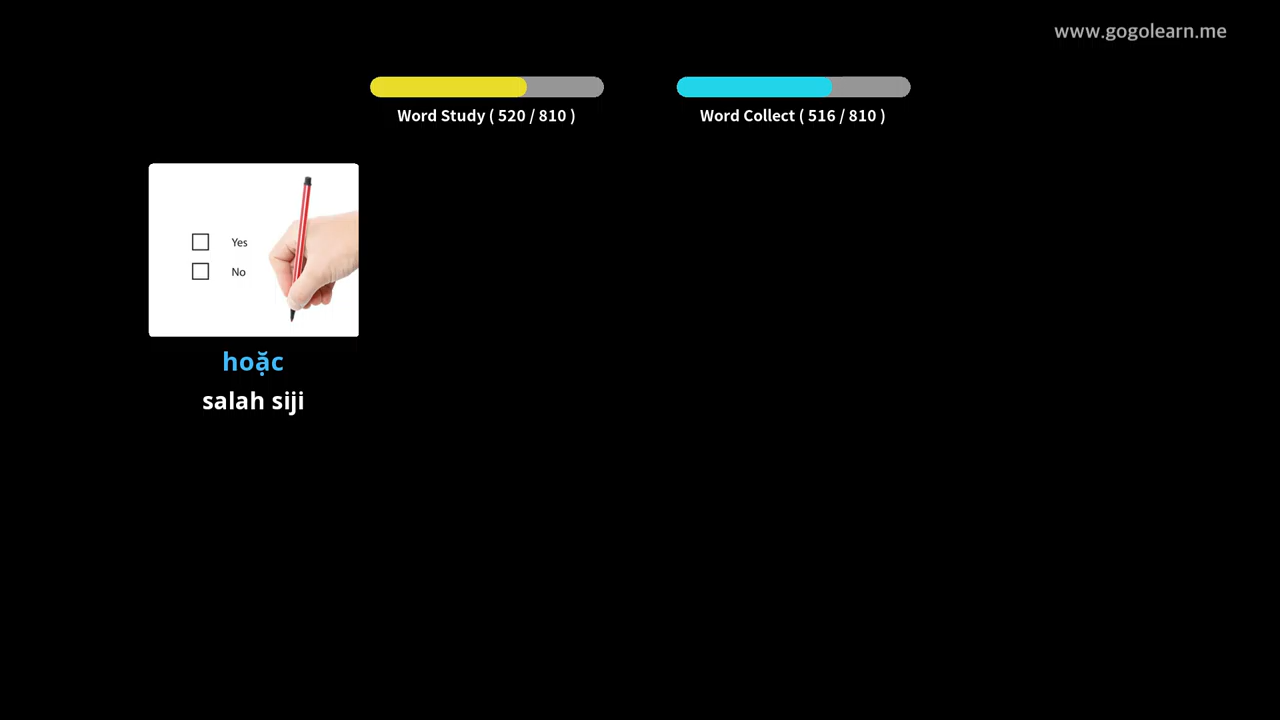 www.gogolearn.me
Word Study ( 520 / 810 )
Word Collect ( 516 / 810 )
Yes
No
hoặc
salah siji